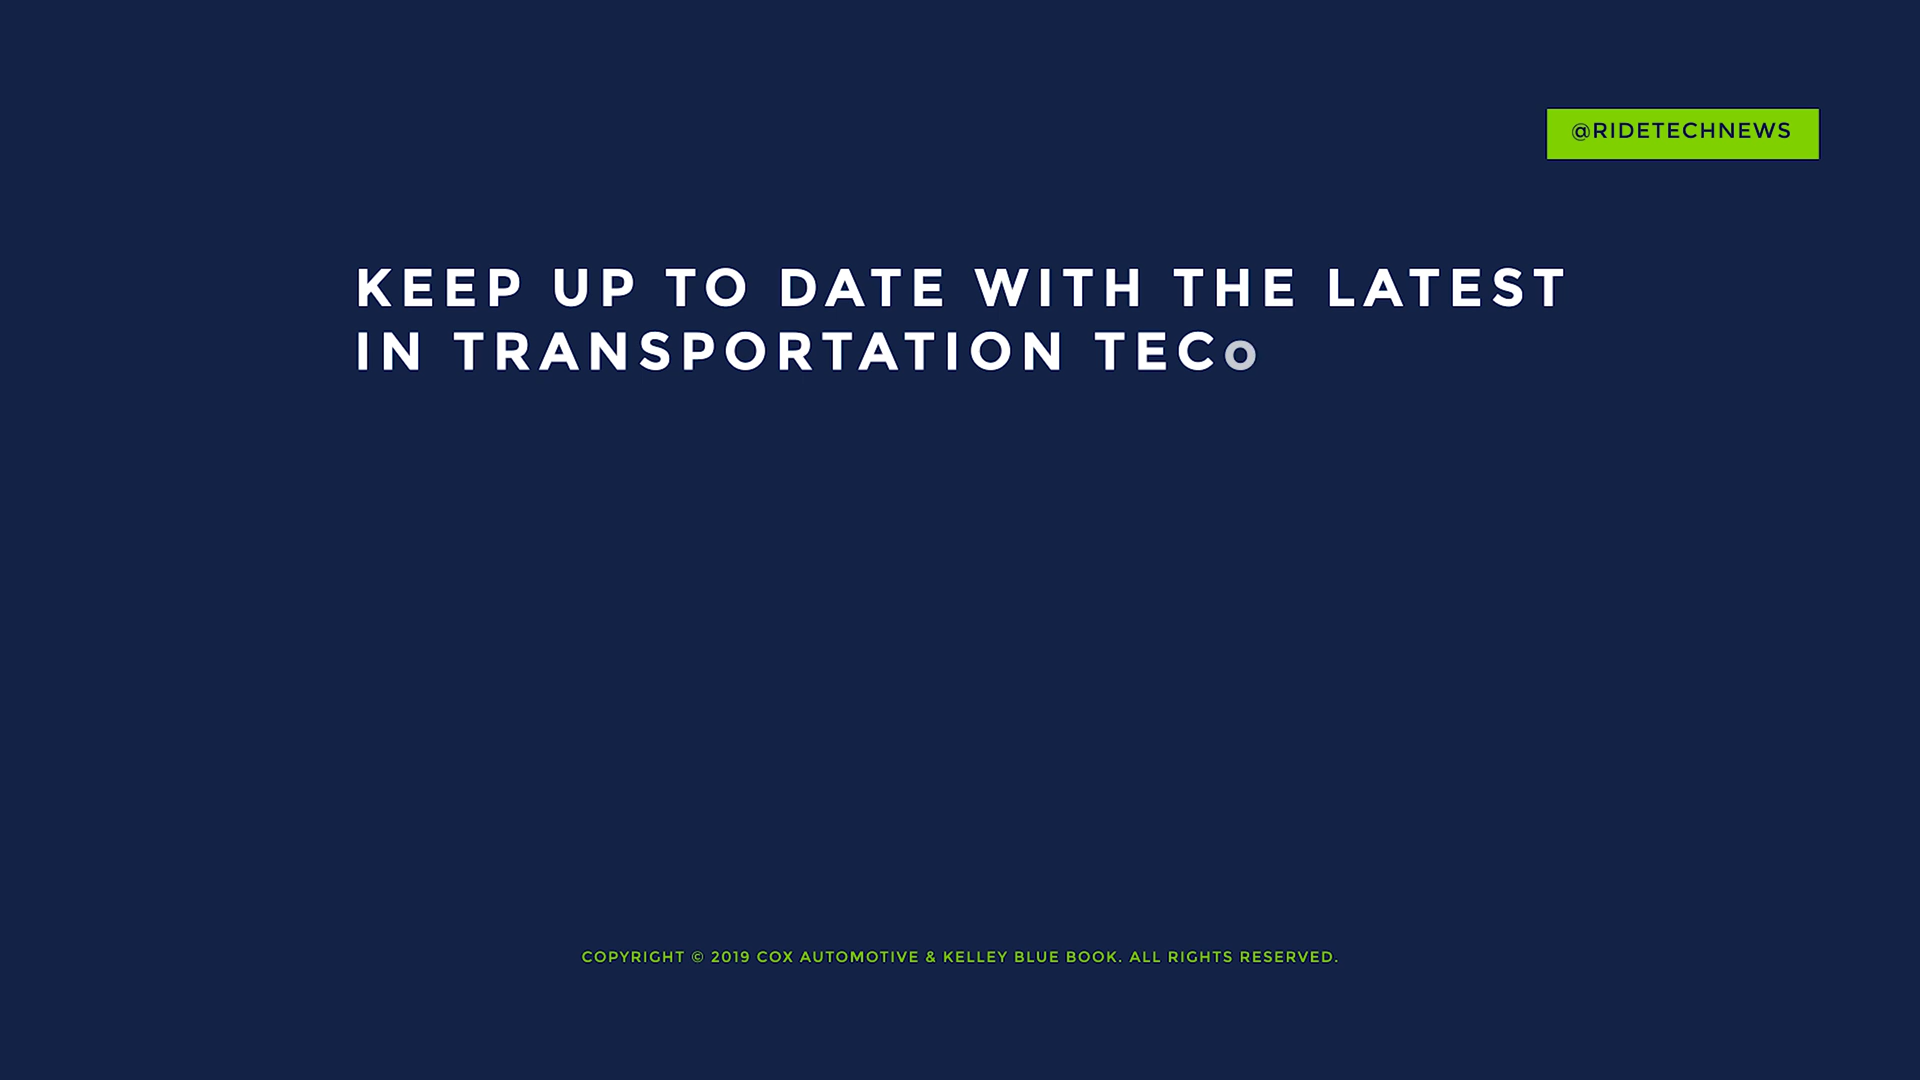 @RIDETECHNEWS
KEEP UP TO DATE WITH THE LATEST
IN TRANSPORTATION TECo
COPYRIGHT © 2019 COX AUTOMOTIVE & KELLEY BLUE BOOK. ALL RIGHTS RESERVED.